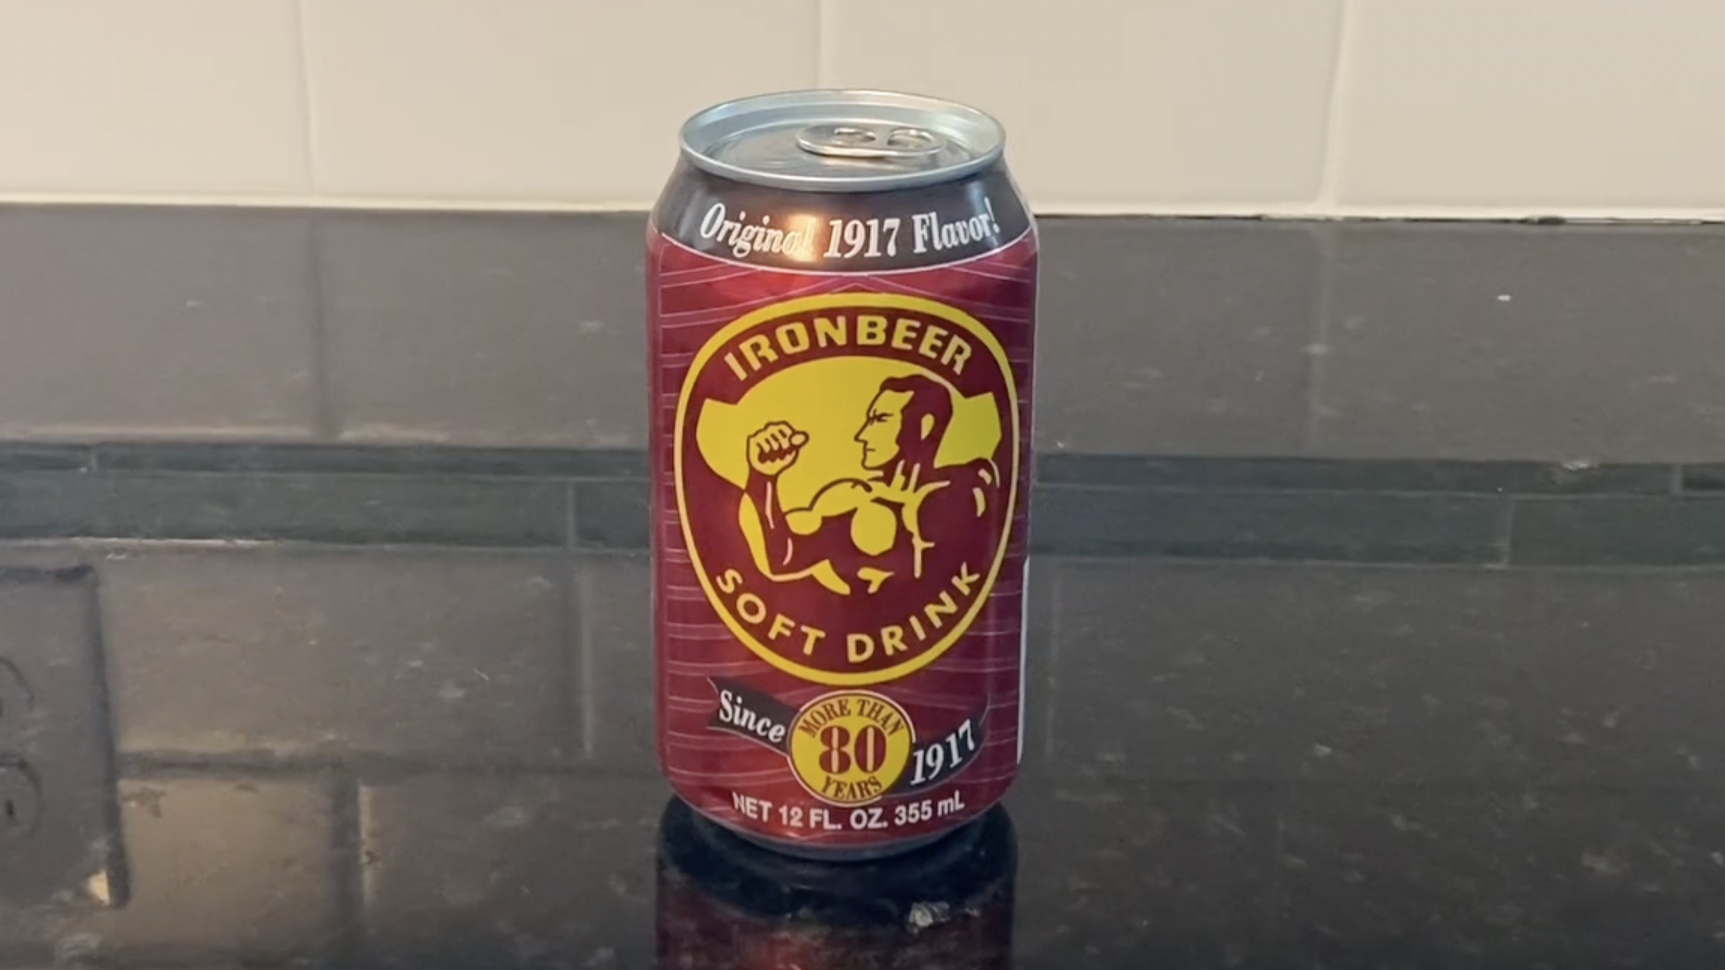 Original 1917 Flavor!
IRONBEER
SOFT DRINK
Since
MORE THAN
80
YEARS
1917
NET 12 FL. OZ. 355 mL